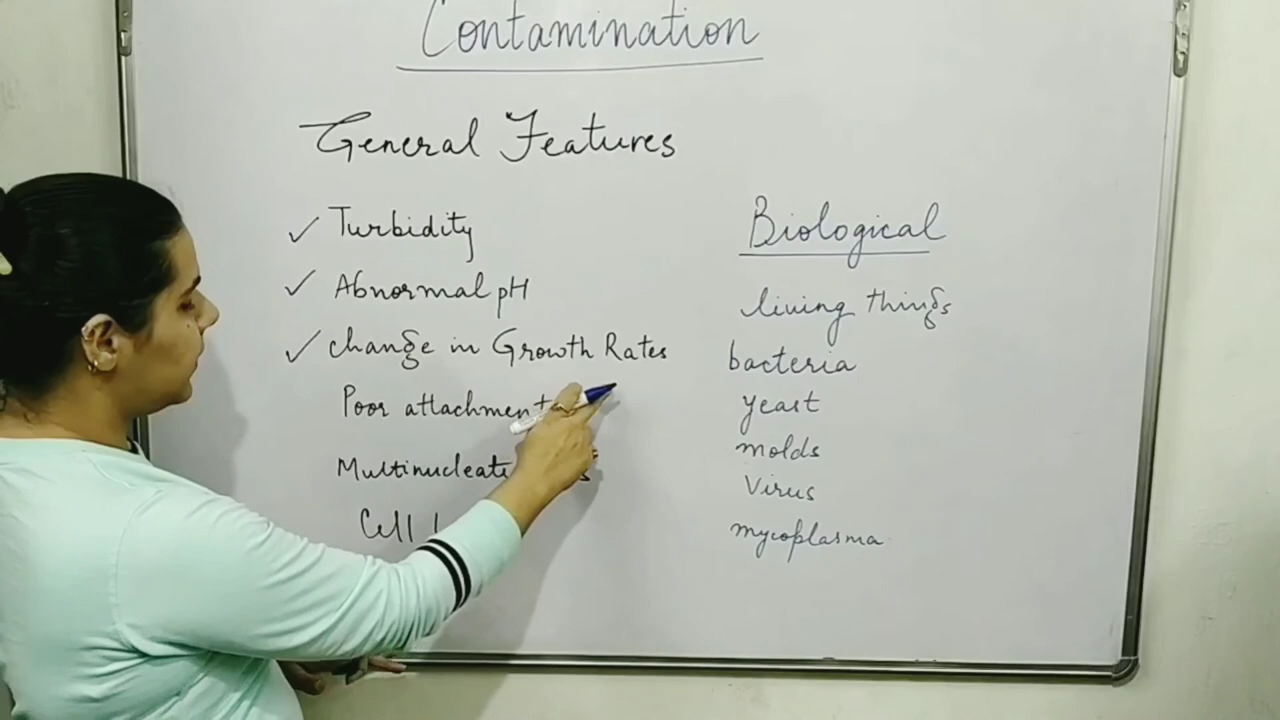 Contamination
General Features
Turbidity
Abnormal pH
change in Growth Rates
Poor attachment
Cell
Biological
living things
bacteria
yeast
molds
Virus
mycoplasma